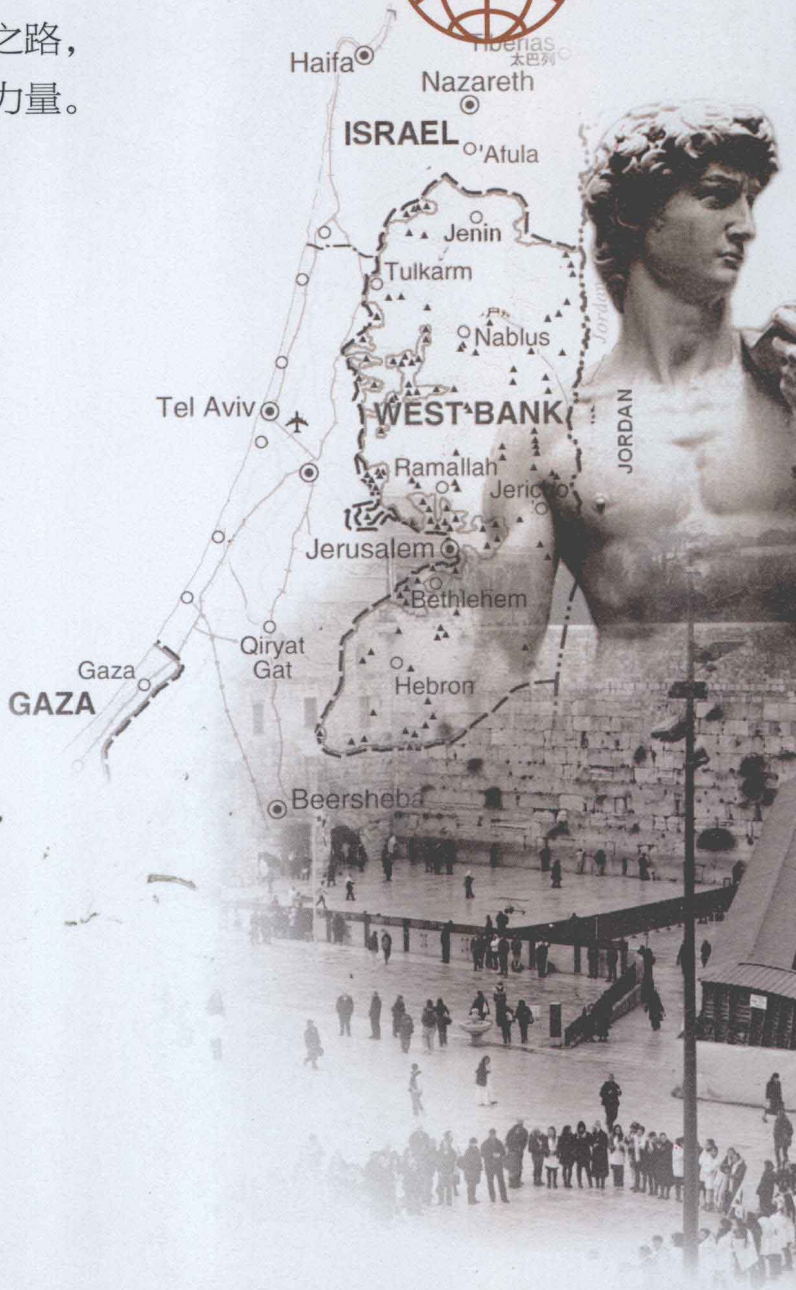 之路，
力量。
Tiberias
太巴列
Haifa
Nazareth
ISRAEL
'Afula
Jenin
Tulkarm
Jordan
Nablus
Tel Aviv
WEST BANK
JORDAN
Ramallah
Jericho
Jerusalem
Bethlehem
Qiryat
Gat
Gaza
Hebron
GAZA
Beersheba